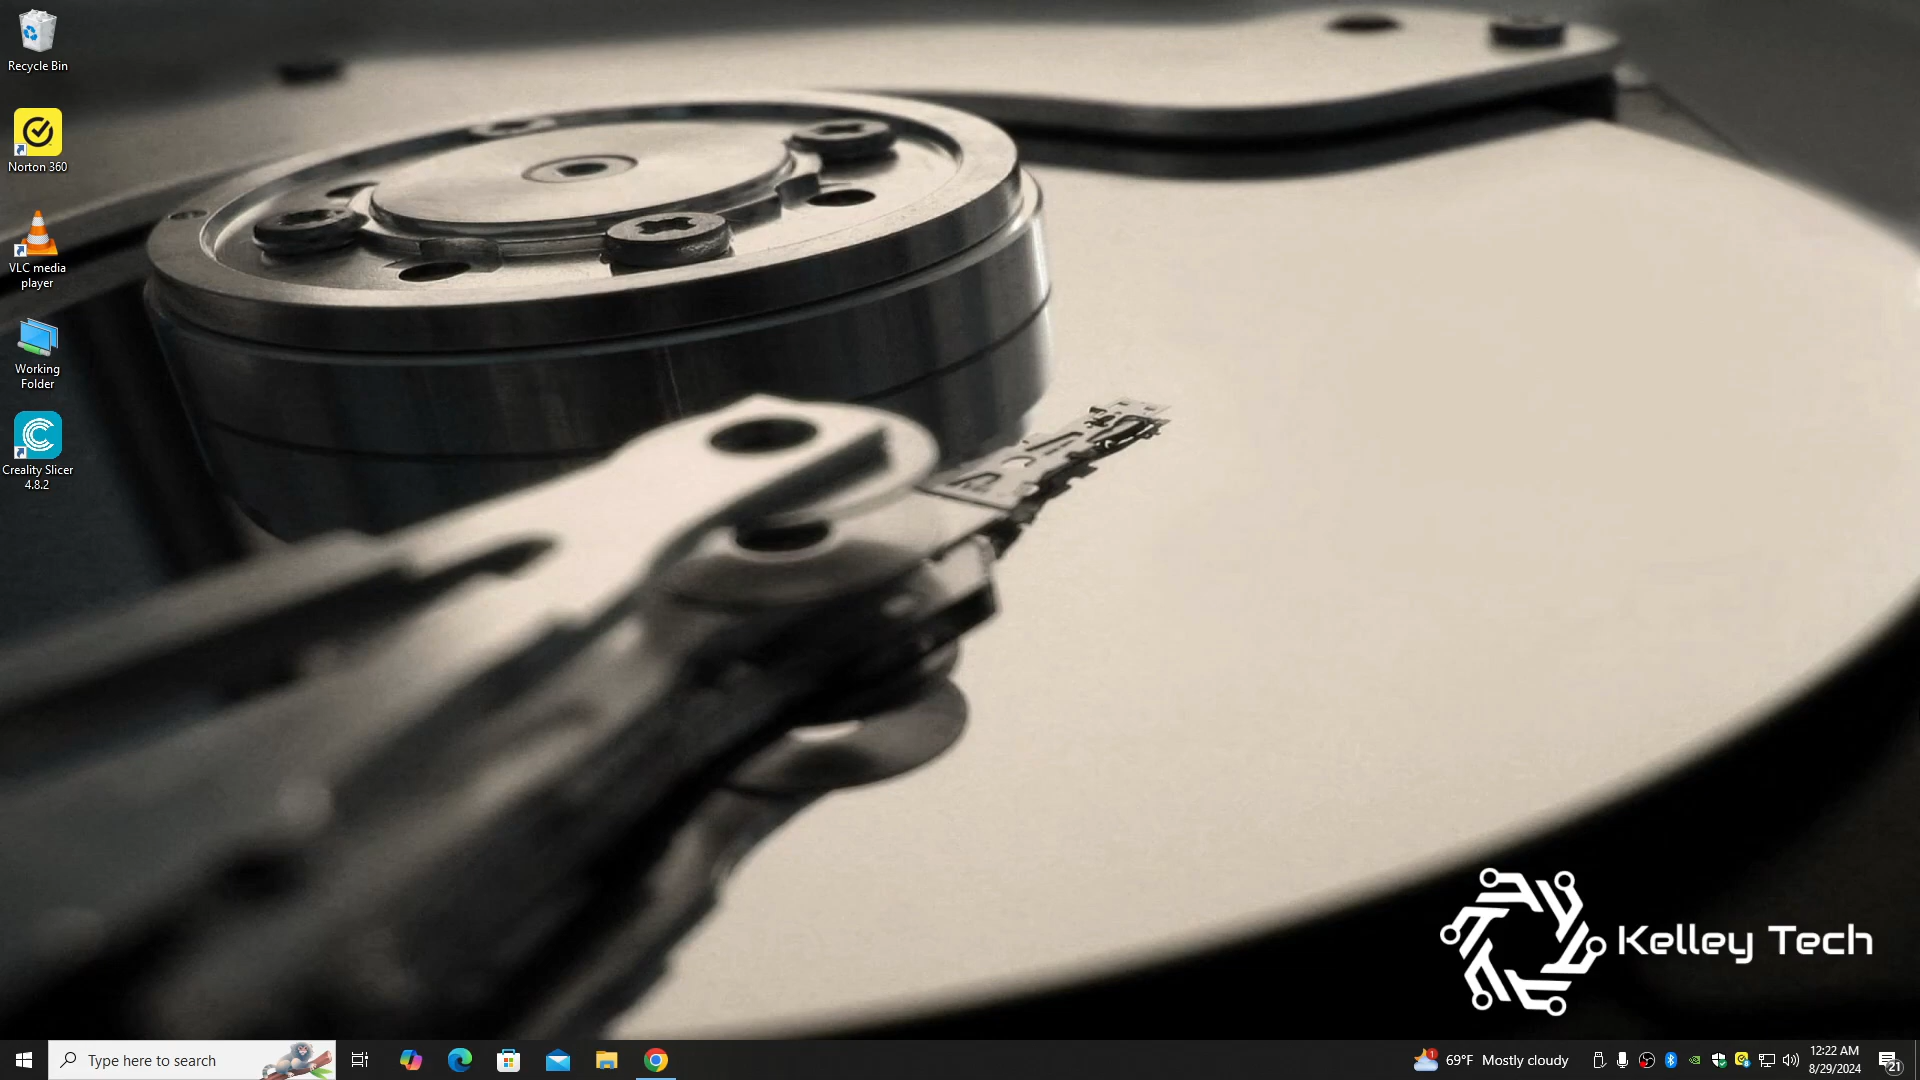 Recycle Bin
Norton 360
VLC media
player
Working
Folder
Creality Slicer
4.8.2
Kelley Tech
Type here to search
1
69°F Mostly cloudy
12:22 AM
8/29/2024
21